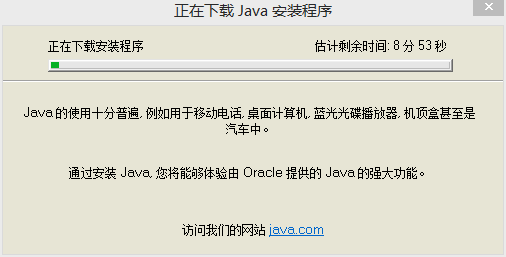 正在下载 Java 安装程序
正在下载安装程序 估计剩余时间: 8 分 53 秒
Java 的使用十分普遍, 例如用于移动电话, 桌面计算机, 蓝光光碟播放器, 机顶盒甚至是
汽车中。
通过安装 Java, 您将能够体验由 Oracle 提供的 Java 的强大功能。
访问我们的网站 java.com